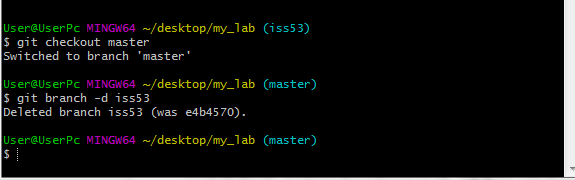 User@UserPc MINGW64 ~/desktop/my_lab (iss53)
$ git checkout master
Switched to branch 'master'
User@UserPc MINGW64 ~/desktop/my_lab (master)
$ git branch -d iss53
Deleted branch iss53 (was e4b4570).
User@UserPc MINGW64 ~/desktop/my_lab (master)
$